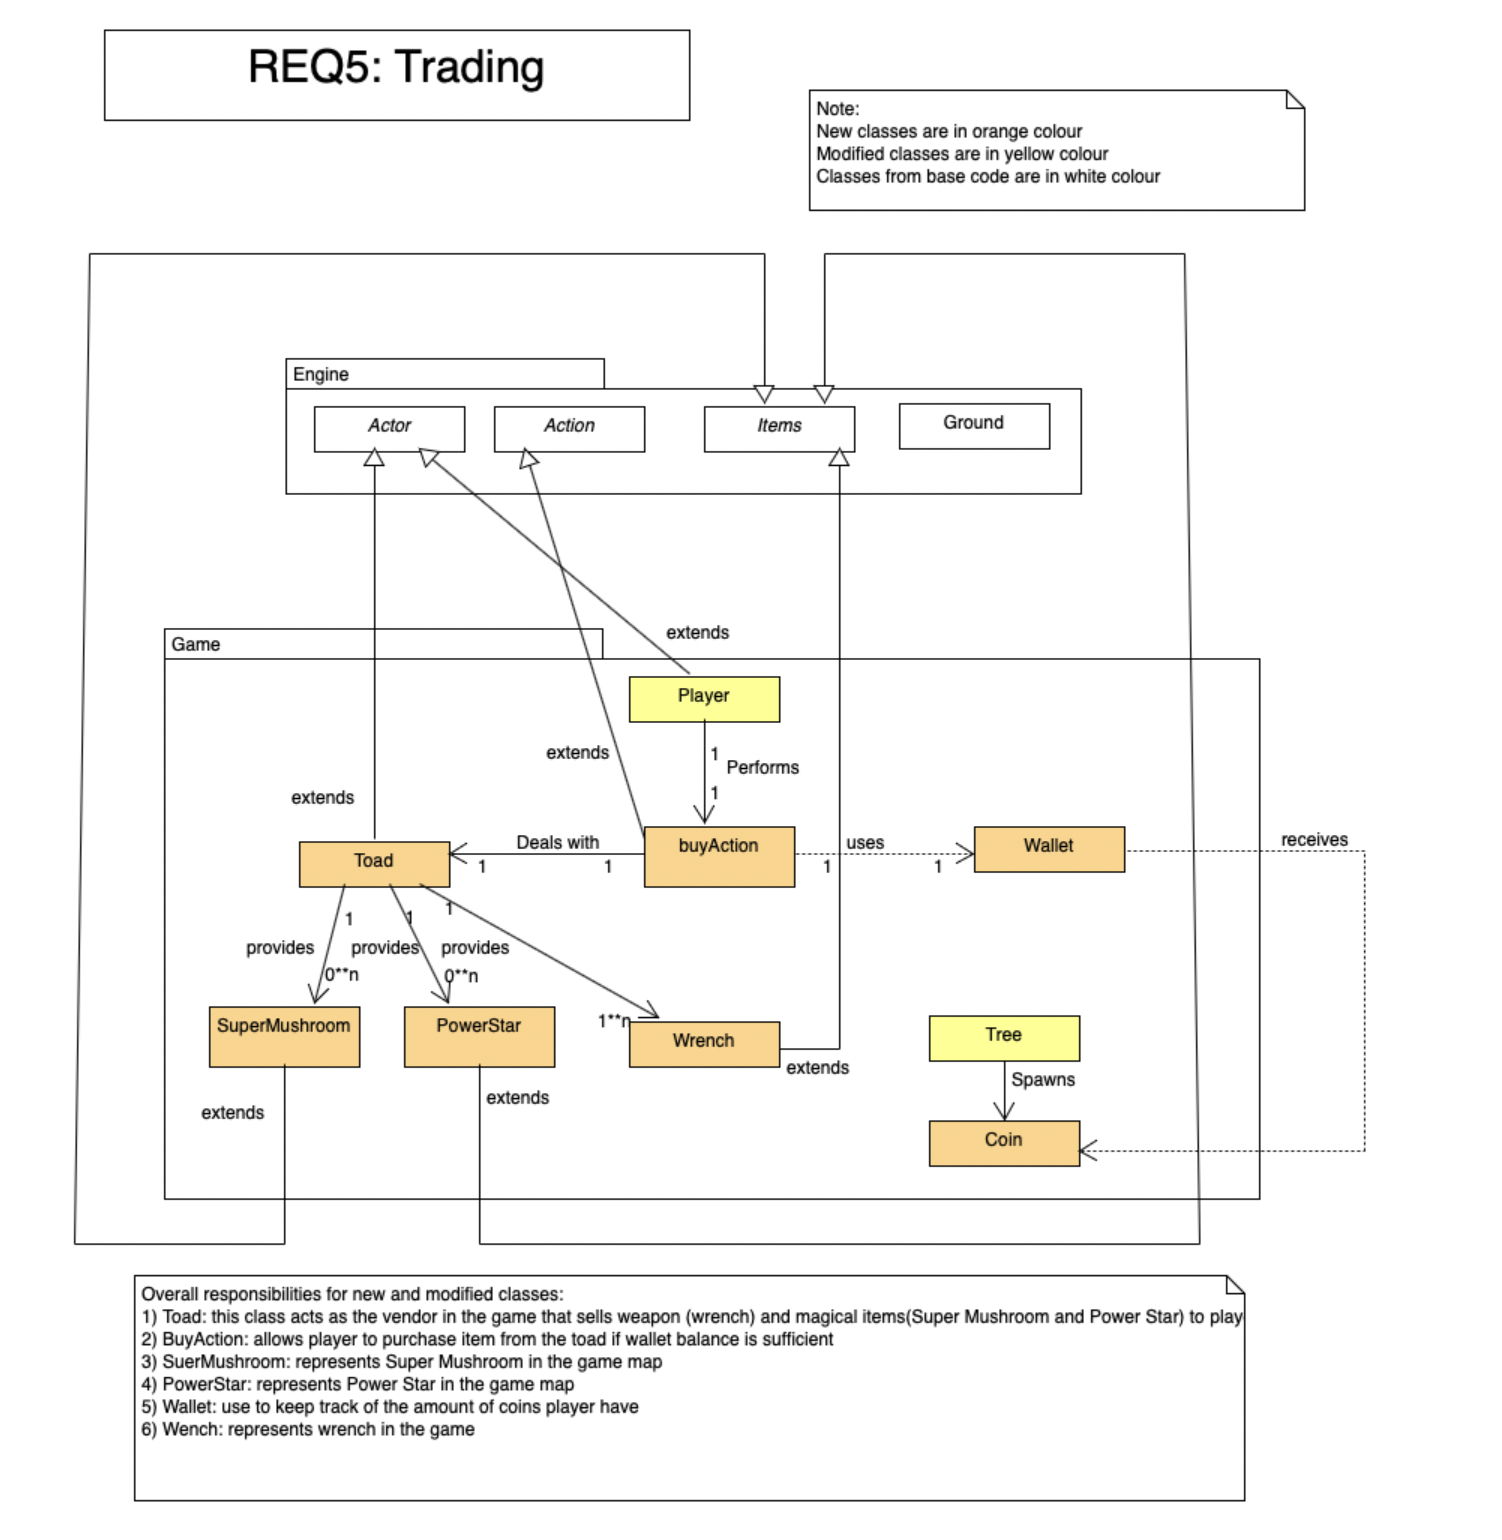 REQ5: Trading
Note:
New classes are in orange colour
Modified classes are in yellow colour
Classes from base code are in white colour
Engine
Actor
Action
Items
Ground
extends
Game
Player
extends
1
Performs
1
extends
Toad
Deals with
1
1
buyAction
uses
1
1
Wallet
receives
1
1
1
provides
provides
provides
0**n
0**n
1**n
SuperMushroom
PowerStar
Wrench
extends
Tree
Spawns
Coin
extends
extends
Overall responsibilities for new and modified classes:
1) Toad: this class acts as the vendor in the game that sells weapon (wrench) and magical items(Super Mushroom and Power Star) to play
2) BuyAction: allows player to purchase item from the toad if wallet balance is sufficient
3) SuerMushroom: represents Super Mushroom in the game map
4) PowerStar: represents Power Star in the game map
5) Wallet: use to keep track of the amount of coins player have
6) Wench: represents wrench in the game